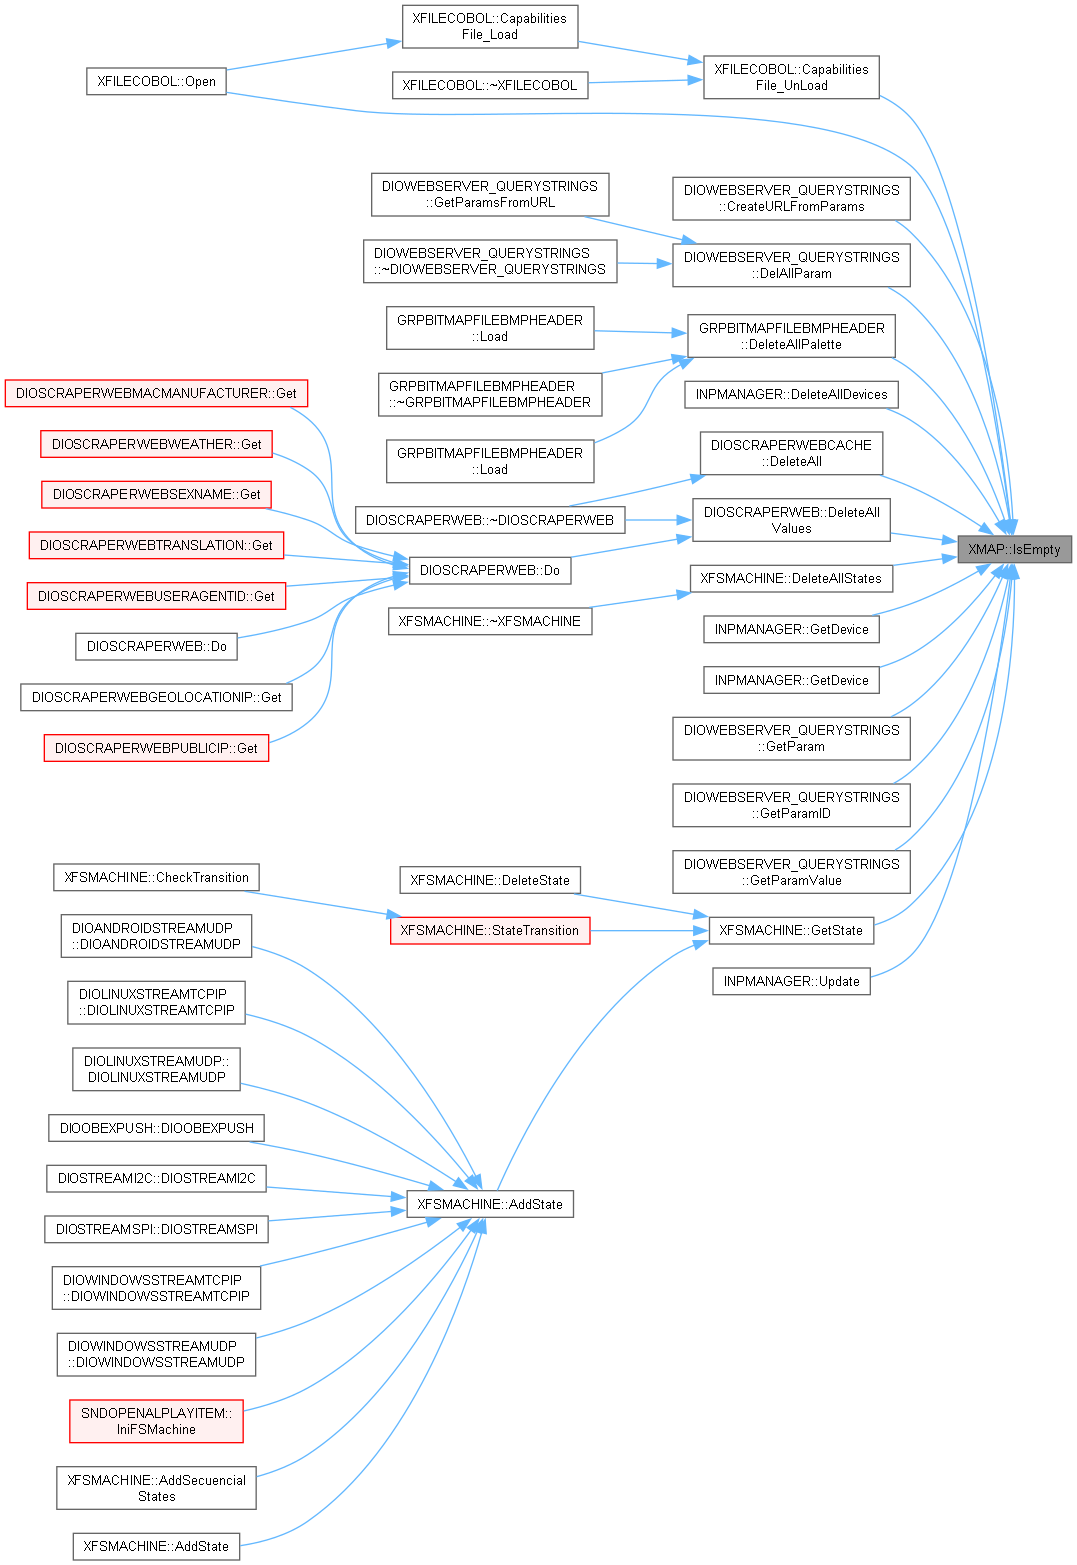 XFILECOBOL::Capabilities
File_Load
XFILECOBOL::Open
XFILECOBOL::~XFILECOBOL
XFILECOBOL::Capabilities
File_UnLoad
DIOWEBSERVER_QUERYSTRINGS
::GetParamsFromURL
DIOWEBSERVER_QUERYSTRINGS
::CreateURLFromParams
DIOWEBSERVER_QUERYSTRINGS
::~DIOWEBSERVER_QUERYSTRINGS
DIOWEBSERVER_QUERYSTRINGS
::DelAllParam
GRPBITMAPFILEBMPHEADER
::Load
GRPBITMAPFILEBMPHEADER
::DeleteAllPalette
GRPBITMAPFILEBMPHEADER
::~GRPBITMAPFILEBMPHEADER
INPMANAGER::DeleteAllDevices
DIOSCRAPERWEBMACMANUFACTURER::Get
GRPBITMAPFILEBMPHEADER
::Load
DIOSCRAPERWEBCACHE
::DeleteAll
DIOSCRAPERWEBWEATHER::Get
DIOSCRAPERWEBSEXNAME::Get
DIOSCRAPERWEB::~DIOSCRAPERWEB
DIOSCRAPERWEB::DeleteAll
Values
DIOSCRAPERWEBTRANSLATION::Get
XMAP::IsEmpty
DIOSCRAPERWEB::Do
XFSMACHINE::DeleteAllStates
DIOSCRAPERWEBUSERAGENTID::Get
XFSMACHINE::~XFSMACHINE
INPMANAGER::GetDevice
DIOSCRAPERWEB::Do
INPMANAGER::GetDevice
DIOSCRAPERWEBGEOLOCATIONIP::Get
DIOWEBSERVER_QUERYSTRINGS
::GetParam
DIOSCRAPERWEBPUBLICIP::Get
DIOWEBSERVER_QUERYSTRINGS
::GetParamID
DIOWEBSERVER_QUERYSTRINGS
::GetParamValue
XFSMACHINE::CheckTransition
XFSMACHINE::DeleteState
XFSMACHINE::StateTransition
XFSMACHINE::GetState
DIOANDROIDSTREAMUDP
::DIOANDROIDSTREAMUDP
INPMANAGER::Update
DIOLINUXSTREAMTCPIP
::DIOLINUXSTREAMTCPIP
DIOLINUXSTREAMUDP::
DIOLINUXSTREAMUDP
DIOOBEXPUSH::DIOOBEXPUSH
DIOSTREAMI2C::DIOSTREAMI2C
XFSMACHINE::AddState
DIOSTREAMSPI::DIOSTREAMSPI
DIOWINDOWSSTREAMTCPIP
::DIOWINDOWSSTREAMTCPIP
DIOWINDOWSSTREAMUDP
::DIOWINDOWSSTREAMUDP
SNDOPENALPLAYITEM::
IniFSMachine
XFSMACHINE::AddSecuencial
States
XFSMACHINE::AddState